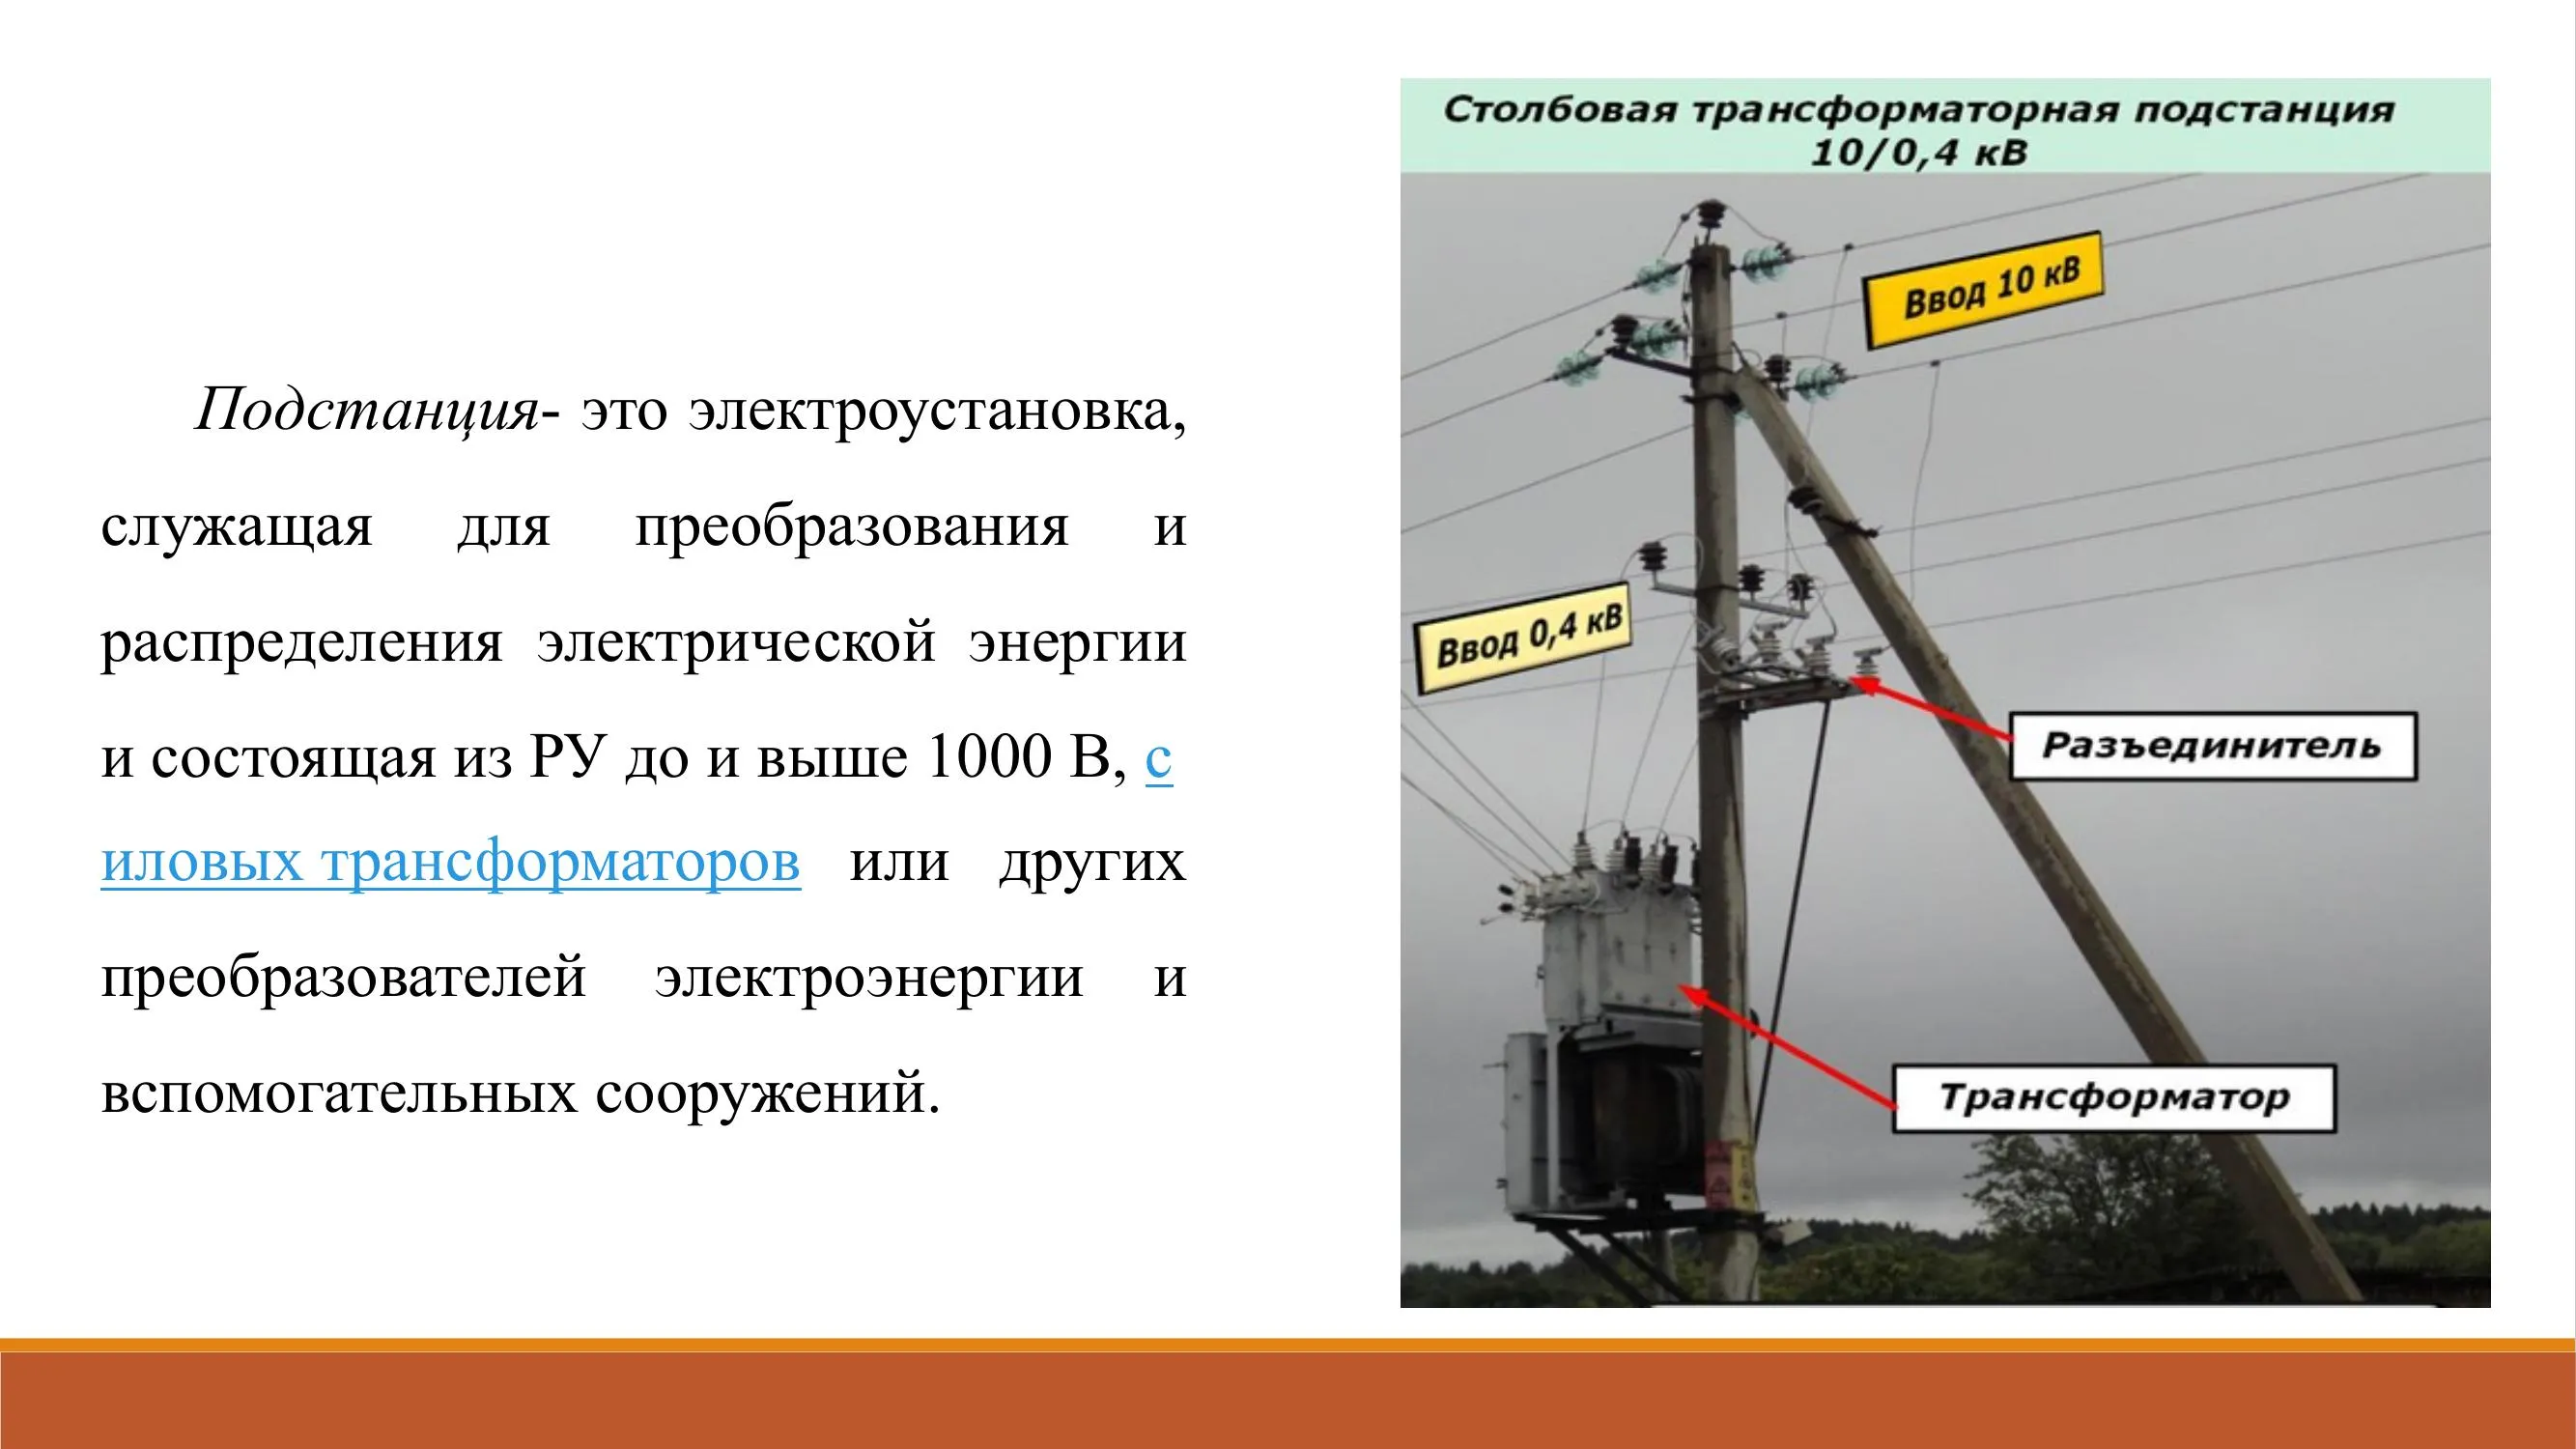 Подстанция- это электроустановка,
служащая для преобразования и
распределения электрической энергии
и состоящая из РУ до и выше 1000 В, с
иловых трансформаторов или других
преобразователей электроэнергии и
вспомогательных сооружений.
Столбовая трансформаторная подстанция
10/0,4 кВ
Ввод 10 кВ
Ввод 0,4 кВ
Разъединитель
Трансформатор